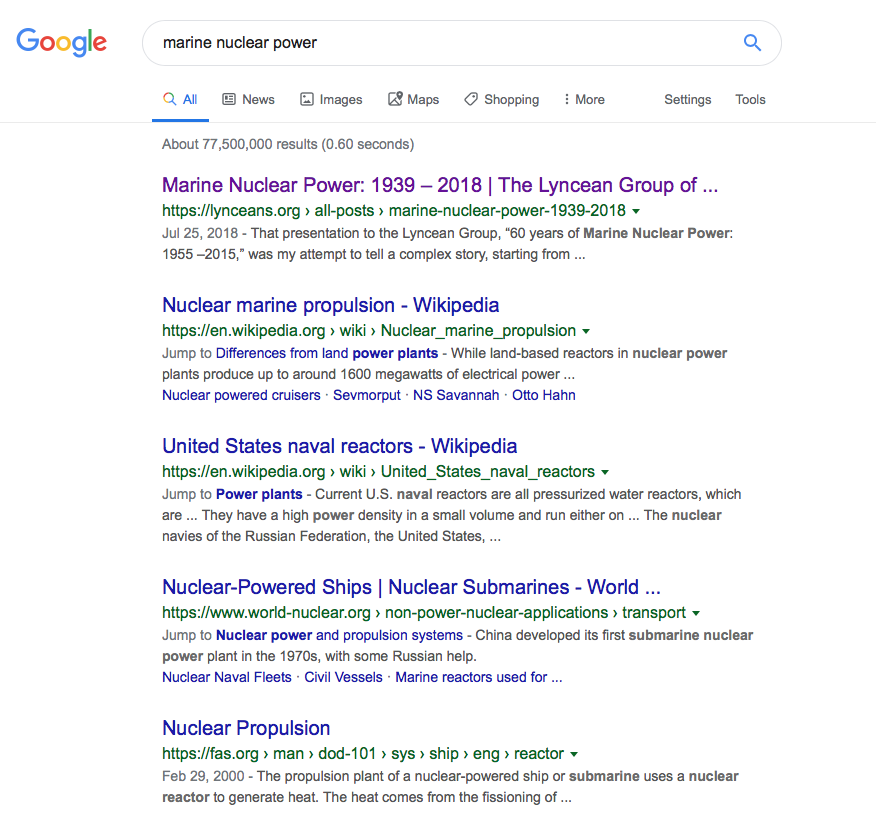 Google
marine nuclear power
All News Images Maps Shopping More Settings Tools
About 77,500,000 results (0.60 seconds)
Marine Nuclear Power: 1939 – 2018 | The Lyncean Group of ...
https://lynceans.org › all-posts › marine-nuclear-power-1939-2018
Jul 25, 2018 - That presentation to the Lyncean Group, “60 years of Marine Nuclear Power:
1955 –2015,” was my attempt to tell a complex story, starting from ...
Nuclear marine propulsion - Wikipedia
https://en.wikipedia.org › wiki › Nuclear_marine_propulsion
Jump to Differences from land power plants - While land-based reactors in nuclear power
plants produce up to around 1600 megawatts of electrical power ...
Nuclear powered cruisers · Sevmorput · NS Savannah · Otto Hahn
United States naval reactors - Wikipedia
https://en.wikipedia.org › wiki › United_States_naval_reactors
Jump to Power plants - Current U.S. naval reactors are all pressurized water reactors, which
are ... They have a high power density in a small volume and run either on ... The nuclear
navies of the Russian Federation, the United States, ...
Nuclear-Powered Ships | Nuclear Submarines - World ...
https://www.world-nuclear.org › non-power-nuclear-applications › transport
Jump to Nuclear power and propulsion systems - China developed its first submarine nuclear
power plant in the 1970s, with some Russian help.
Nuclear Naval Fleets · Civil Vessels · Marine reactors used for ...
Nuclear Propulsion
https://fas.org › man › dod-101 › sys › ship › eng › reactor
Feb 29, 2000 - The propulsion plant of a nuclear-powered ship or submarine uses a nuclear
reactor to generate heat. The heat comes from the fissioning of ...